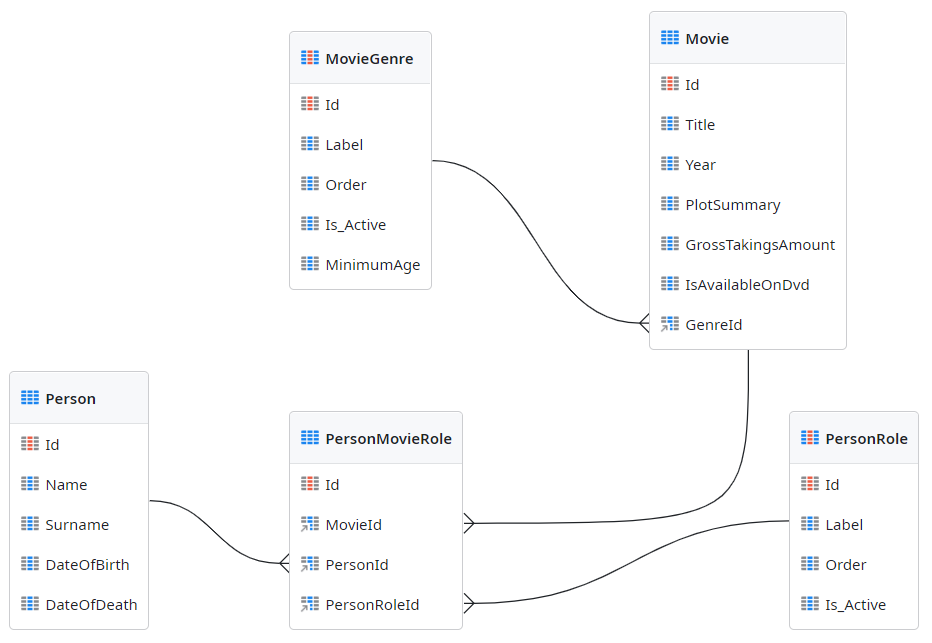 MovieGenre
Id
Label
Order
Is_Active
MinimumAge
Movie
Id
Title
Year
PlotSummary
GrossTakingsAmount
IsAvailableOnDvd
GenreId
Person
Id
Name
Surname
DateOfBirth
DateOfDeath
PersonMovieRole
Id
MovieId
PersonId
PersonRoleId
PersonRole
Id
Label
Order
Is_Active